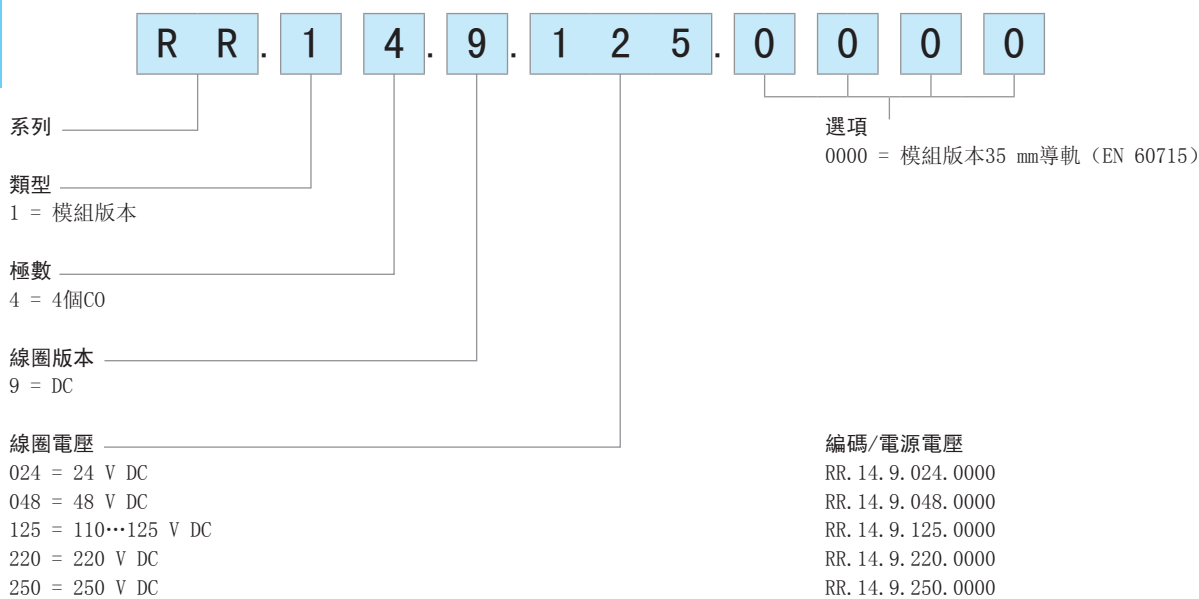 R R. 1 4. 9. 1 2 5. 0 0 0 0
系列
類型
1 = 模組版本
極數
4 = 4個CO
線圈版本
9 = DC
線圈電壓
024 = 24 V DC
048 = 48 V DC
125 = 110⋯125 V DC
220 = 220 V DC
250 = 250 V DC
選項
0000 = 模組版本35 mm導軌（EN 60715）
編碼/電源電壓
RR.14.9.024.0000
RR.14.9.048.0000
RR.14.9.125.0000
RR.14.9.220.0000
RR.14.9.250.0000